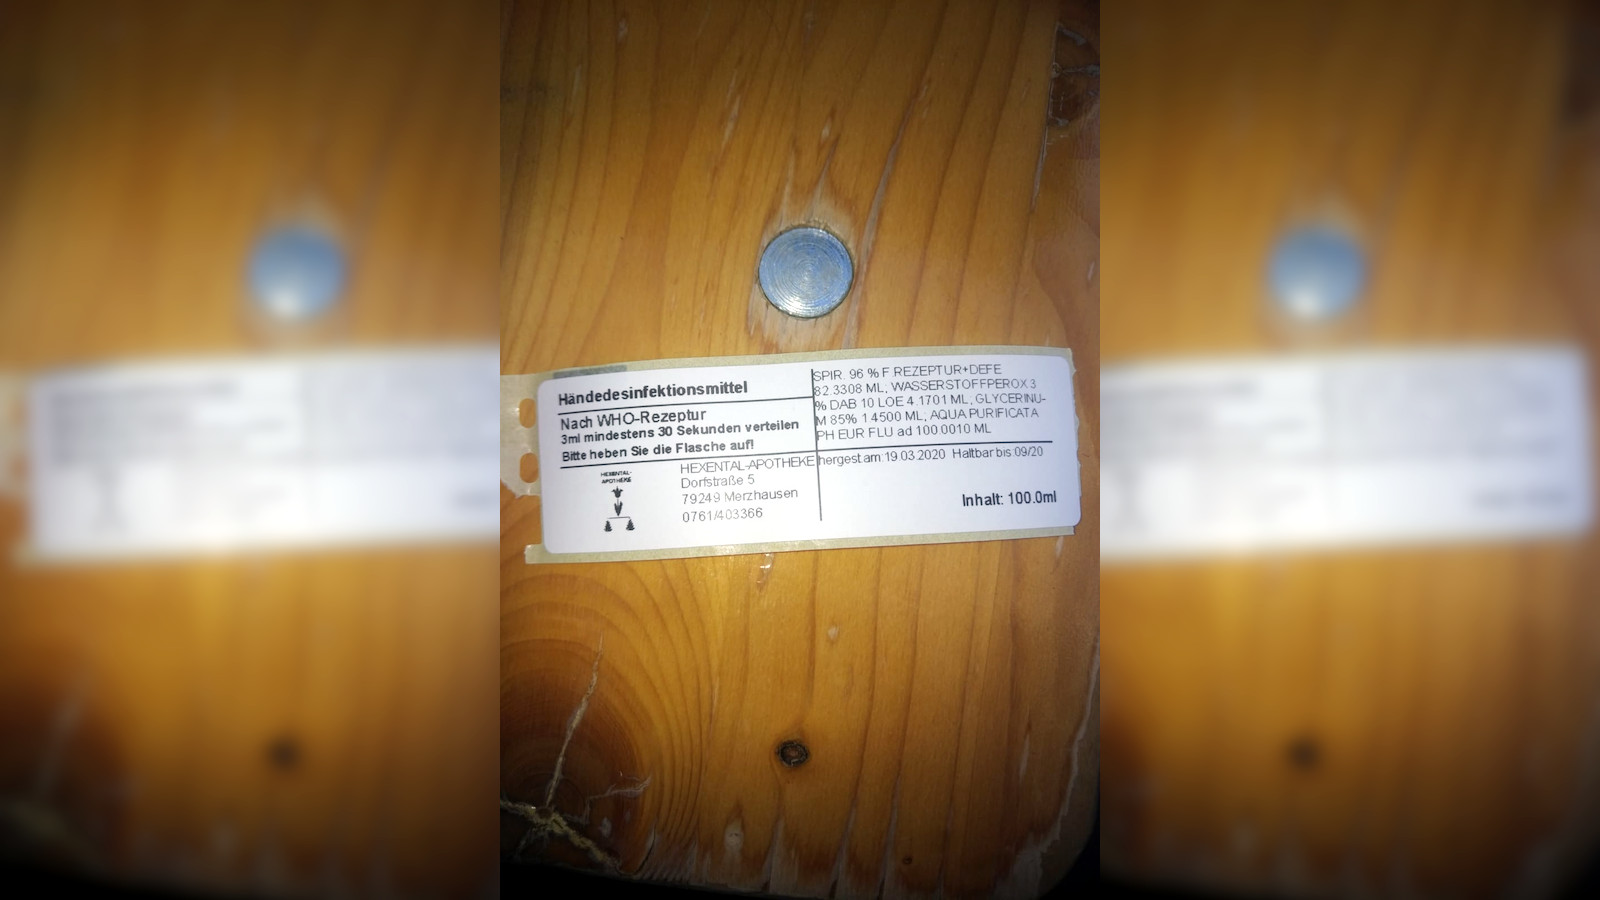 Händedesinfektionsmittel
Nach WHO-Rezeptur
3ml mindestens 30 Sekunden verteilen
Bitte heben Sie die Flasche auf!
SPIR. 96 % F.REZEPTUR+DEFE
82.3308 ML; WASSERSTOFFPEROX 3
% DAB 10 LOE 4.1701 ML; GLYCERINU-
M 85% 1.4500 ML; AQUA PURIFICATA
PH EUR FLU ad 100.0010 ML
HEXENTAL-
APOTHEKE
HEXENTAL-APOTHEKE
Dorfstraße 5
79249 Merzhausen
0761/403366
hergest am:19.03.2020 Haltbar bis:09/20
Inhalt: 100.0ml